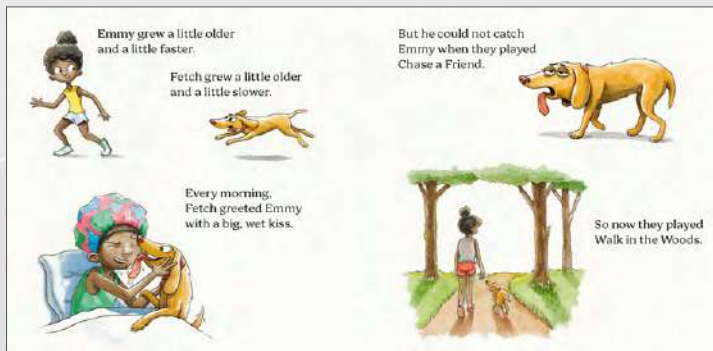 Emmy grew a little older
and a little faster.
Fetch grew a little older
and a little slower.
Every morning,
Fetch greeted Emmy
with a big, wet kiss.
But he could not catch
Emmy when they played
Chase a Friend.
So now they played
Walk in the Woods.